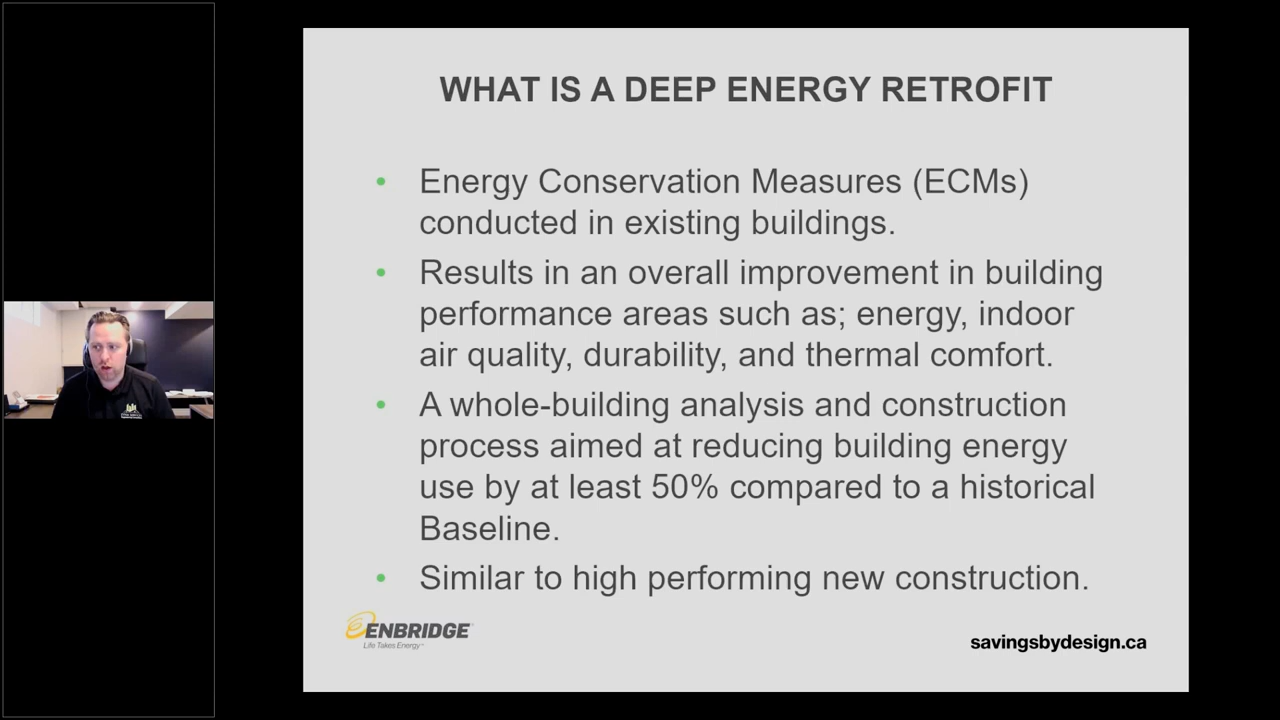 WHAT IS A DEEP ENERGY RETROFIT
• Energy Conservation Measures (ECMs)
conducted in existing buildings.
• Results in an overall improvement in building
performance areas such as; energy, indoor
air quality, durability, and thermal comfort.
• A whole-building analysis and construction
process aimed at reducing building energy
use by at least 50% compared to a historical
Baseline.
• Similar to high performing new construction.
ENBRIDGE
Life Takes Energy™
savingsbydesign.ca